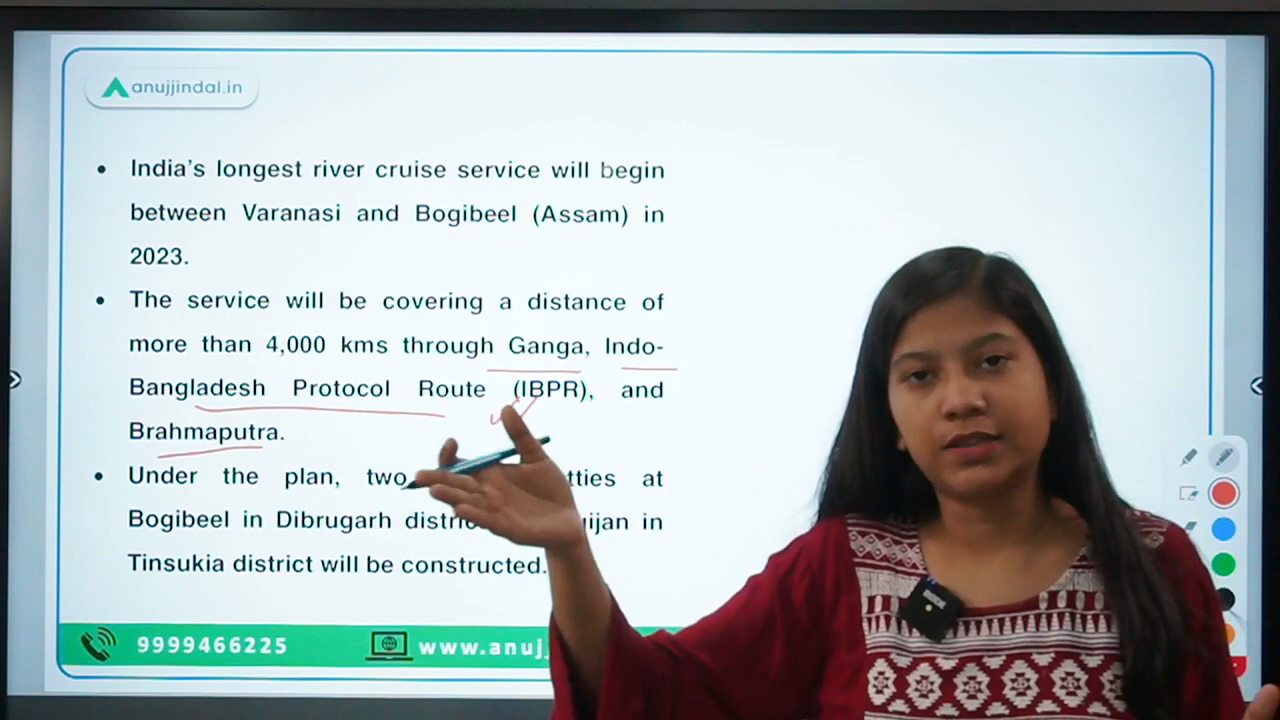 anujjindal.in
• India's longest river cruise service will begin
between Varanasi and Bogibeel (Assam) in
2023.
• The service will be covering a distance of
more than 4,000 kms through Ganga, Indo-
Bangladesh Protocol Route (IBPR), and
Brahmaputra.
• Under the plan, two at
Bogibeel in Dibrugarh in
Tinsukia district will be constructed.
9999466225 www.anuj